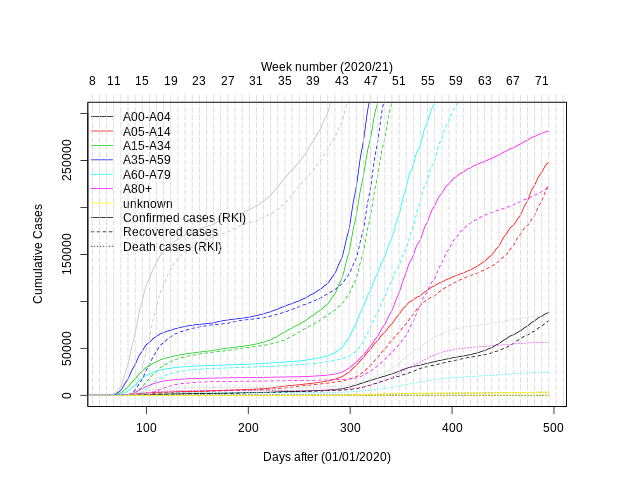 Week number (2020/21)
8 11 15 19 23 27 31 35 39 43 47 51 55 59 63 67 71
A00-A04
A05-A14
A15-A34
A35-A59
A60-A79
A80+
unknown
Confirmed cases (RKI)
Recovered cases
Death cases (RKI)
Cumulative Cases
250000
150000
50000
0
100 200 300 400 500
Days after (01/01/2020)